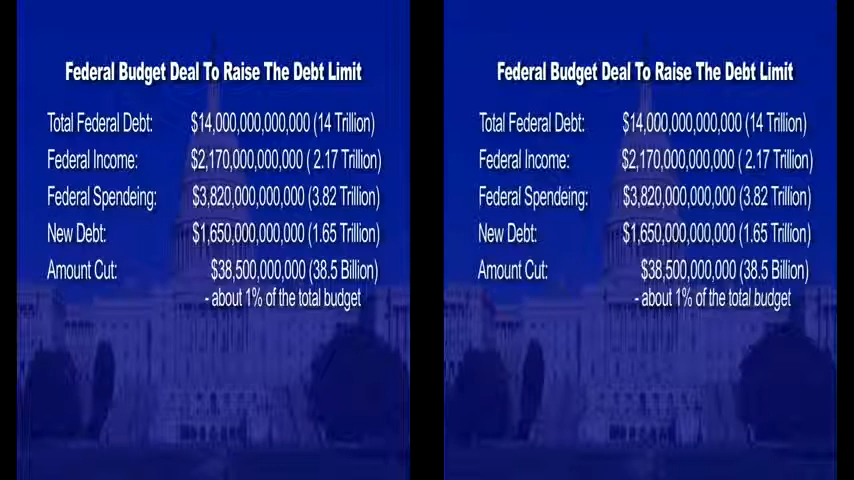 Federal Budget Deal To Raise The Debt Limit
Total Federal Debt: $14,000,000,000,000 (14 Trillion)
Federal Income: $2,170,000,000,000 ( 2.17 Trillion)
Federal Spendeing: $3,820,000,000,000 (3.82 Trillion)
New Debt: $1,650,000,000,000 (1.65 Trillion)
Amount Cut: $38,500,000,000 (38.5 Billion)
- about 1% of the total budget
Federal Budget Deal To Raise The Debt Limit
Total Federal Debt: $14,000,000,000,000 (14 Trillion)
Federal Income: $2,170,000,000,000 ( 2.17 Trillion)
Federal Spendeing: $3,820,000,000,000 (3.82 Trillion)
New Debt: $1,650,000,000,000 (1.65 Trillion)
Amount Cut: $38,500,000,000 (38.5 Billion)
- about 1% of the total budget